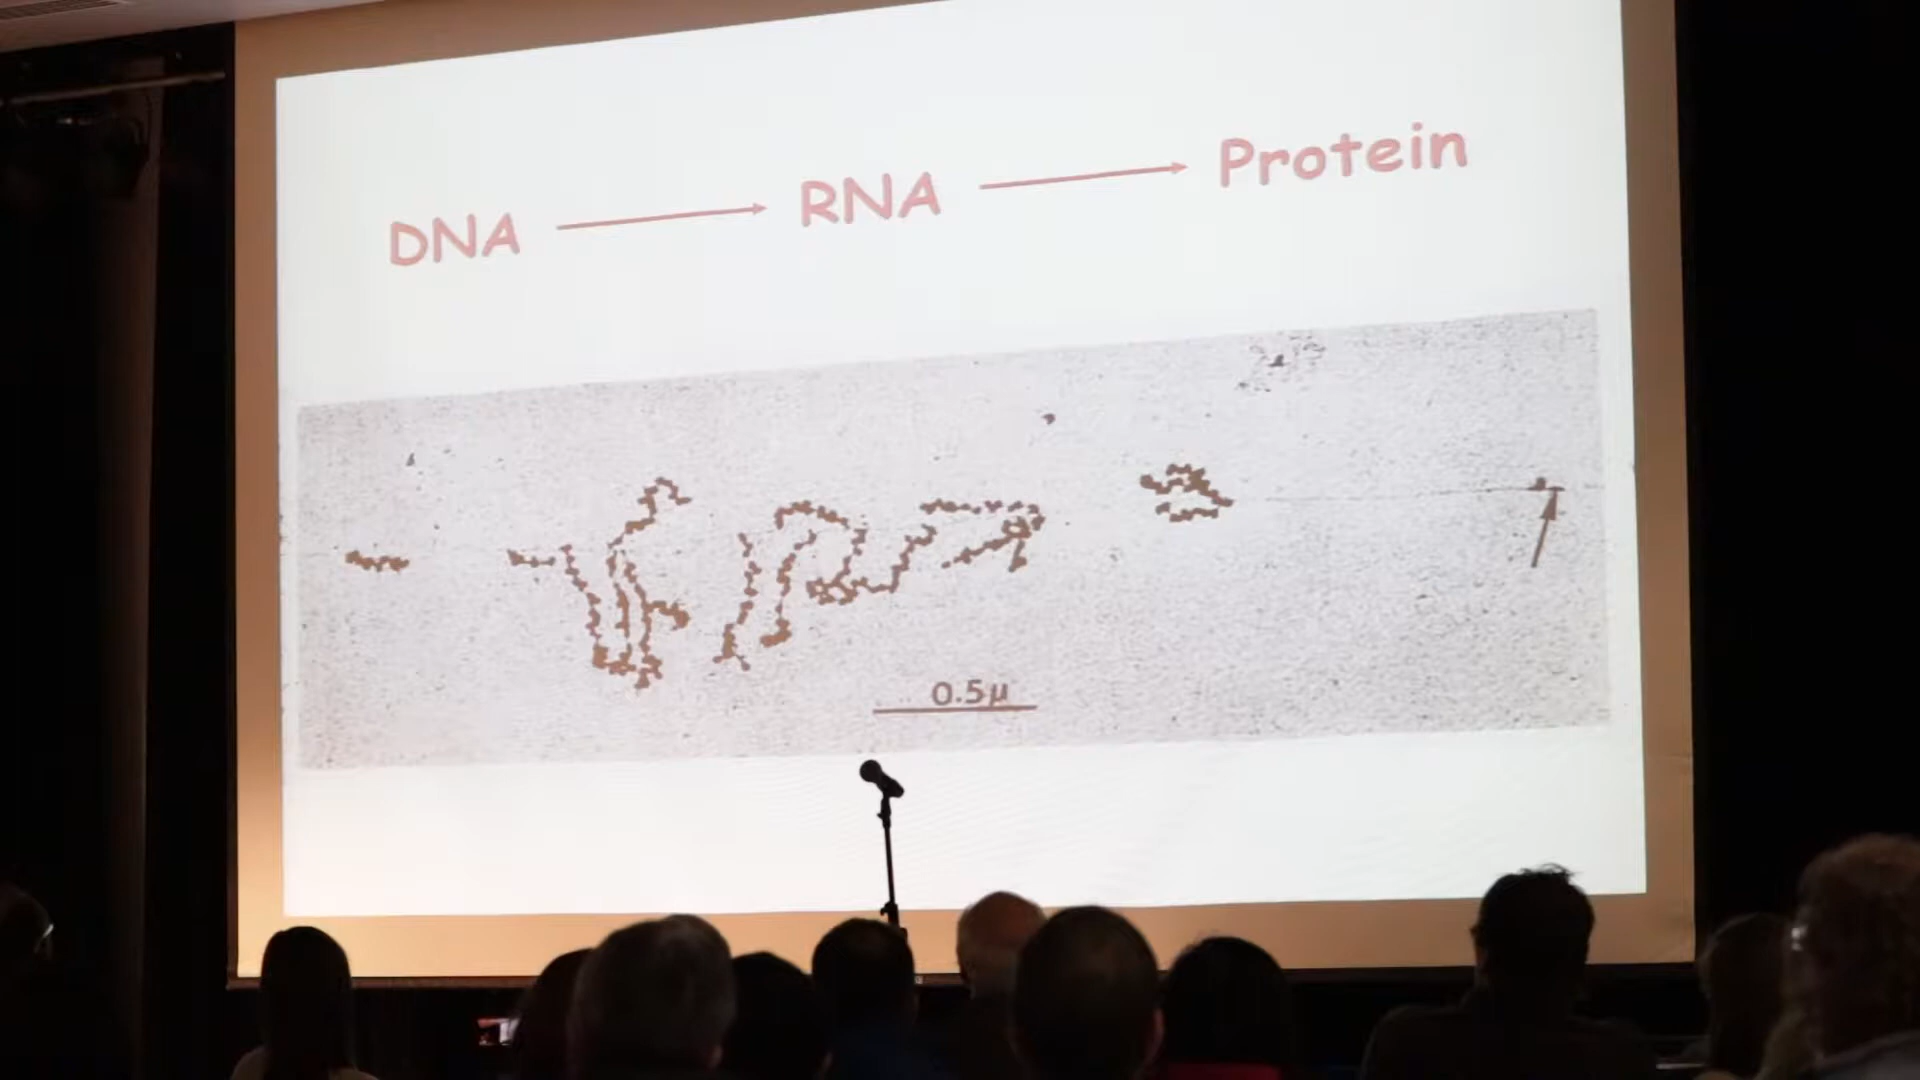 DNA → RNA → Protein
0.5μ